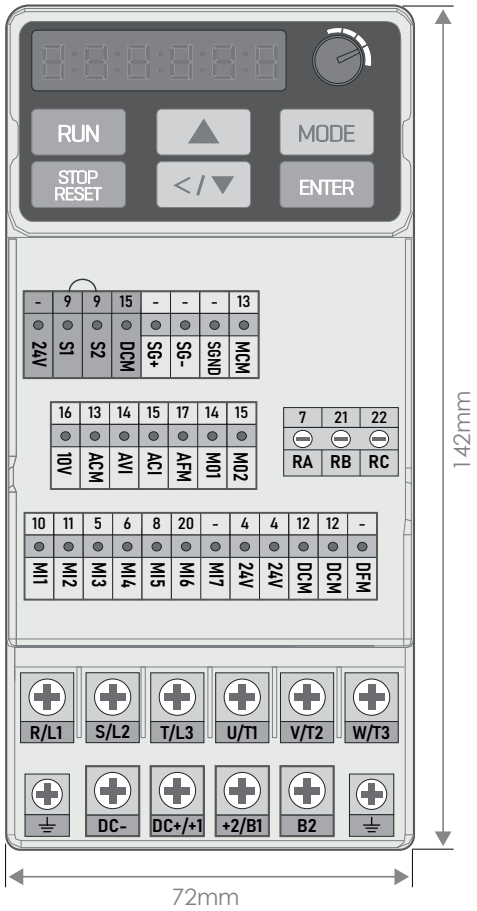 RUN
MODE
STOP
RESET
</▼
ENTER
- 9 9 15 - - - 13
24V S1 S2 DCM SG+ SG- SGND MCM
16 13 14 15 17 14 15
10V ACM AVI ACI AFM MO1 MO2
7 21 22
RA RB RC
10 11 5 6 8 20 - 4 4 12 12 -
MI1 MI2 MI3 MI4 MI5 MI6 MI7 24V 24V DCM DCM DFM
R/L1 S/L2 T/L3 U/T1 V/T2 W/T3
DC- DC+/+1 +2/B1 B2
142mm
72mm